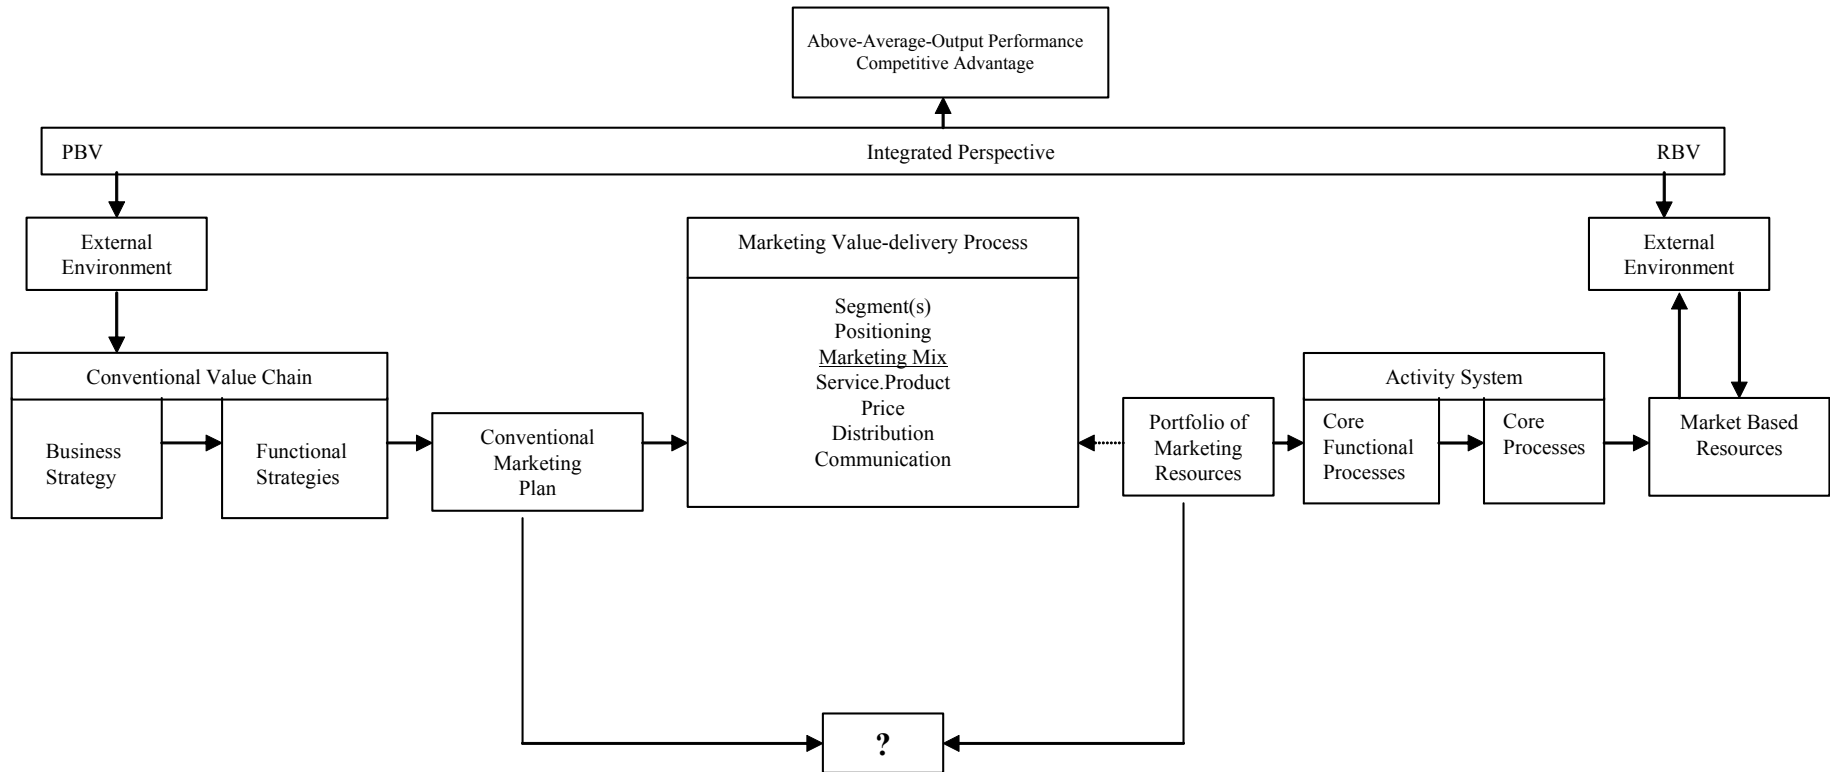 Above-Average-Output Performance
Competitive Advantage
PBV
Integrated Perspective
RBV
External
Environment
Marketing Value-delivery Process
External
Environment
Segment(s)
Positioning
Marketing Mix
Service.Product
Price
Distribution
Communication
Conventional Value Chain
Business
Strategy
Functional
Strategies
Conventional
Marketing
Plan
Portfolio of
Marketing
Resources
Activity System
Core
Functional
Processes
Core
Processes
Market Based
Resources
?